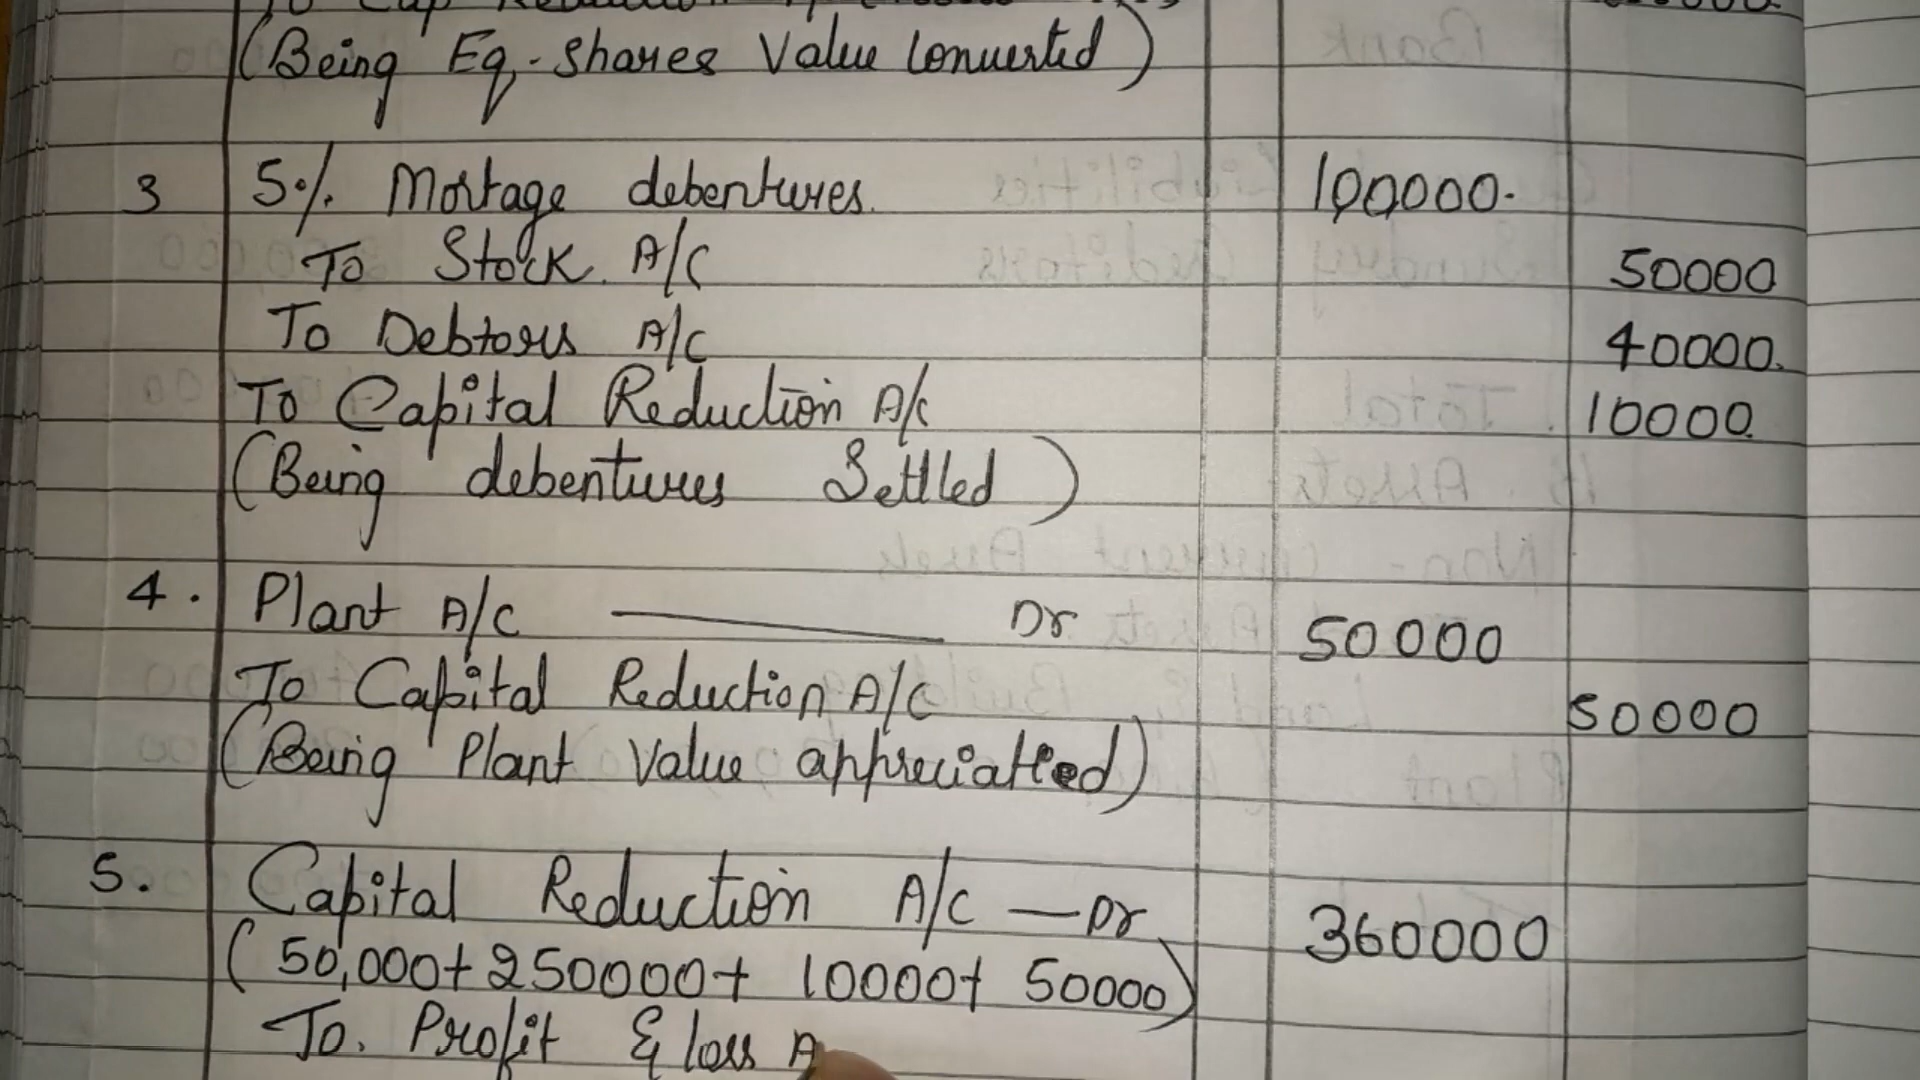 (Being Eq.-Shares Value Converted)
3 5% Mortage debentures. 100000.
To Stock A/C 50000
To Debtors A/C 40000.
To Capital Reduction A/c 10000.
(Being debentures Settled)
4. Plant A/C Dr 50000
To Capital Reduction A/C 50000
(Being Plant Value appreciatted)
5. Capital Reduction A/C — Dr 360000
(50,000+250000+ 10000+ 50000)
To. Profit & loss A